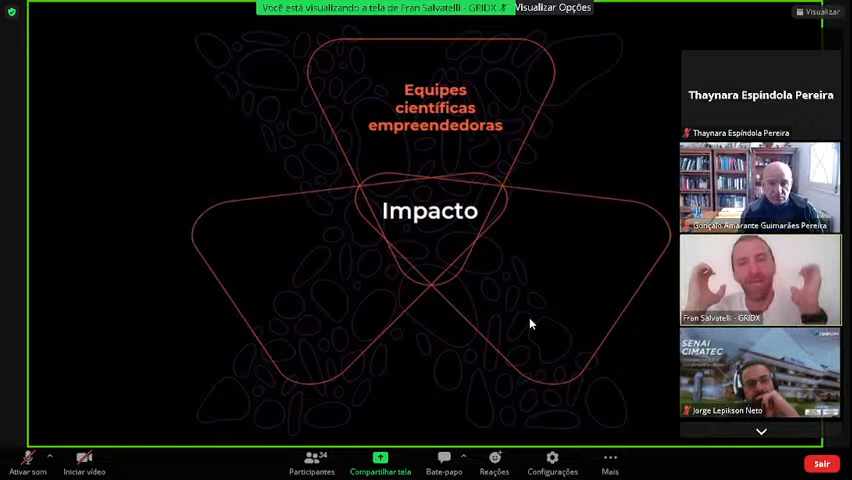 Você está visualizando a tela de Fran Salvatelli - GRIDX
Visualizar Opções
Visualizar
Equipes
científicas
empreendedoras
Impacto
Thaynara Espíndola Pereira
Thaynara Espíndola Pereira
Gonçalo Amarante Guimarães Pereira
Fran Salvatelli - GRIDX
SENAI
CIMATEC
Jorge Lepikson Neto
Ativar som
Iniciar vídeo
34
Participantes
Compartilhar tela
Bate-papo
Reações
Configurações
Mais
Sair